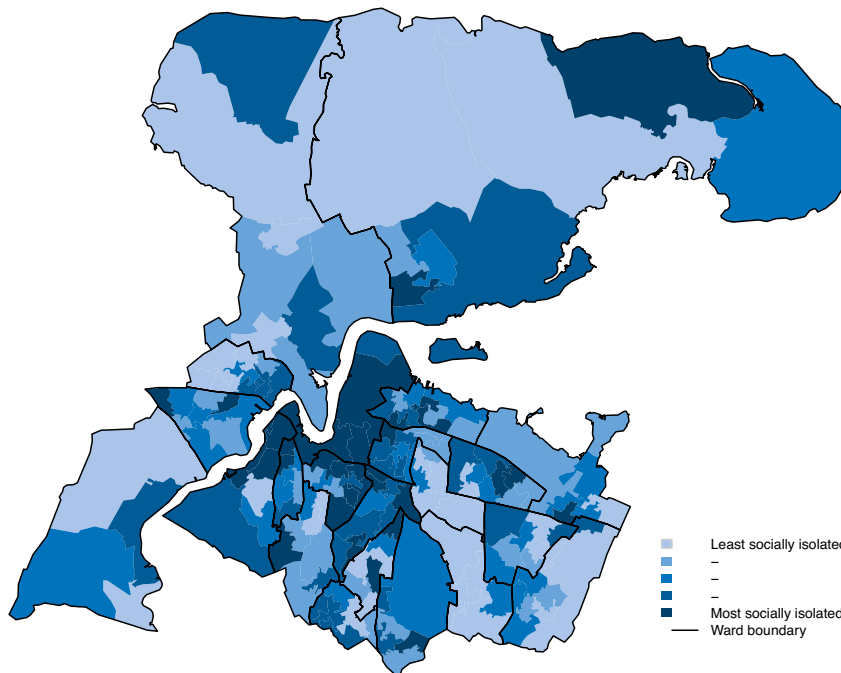 Least socially isolated
–
–
–
Most socially isolated
Ward boundary